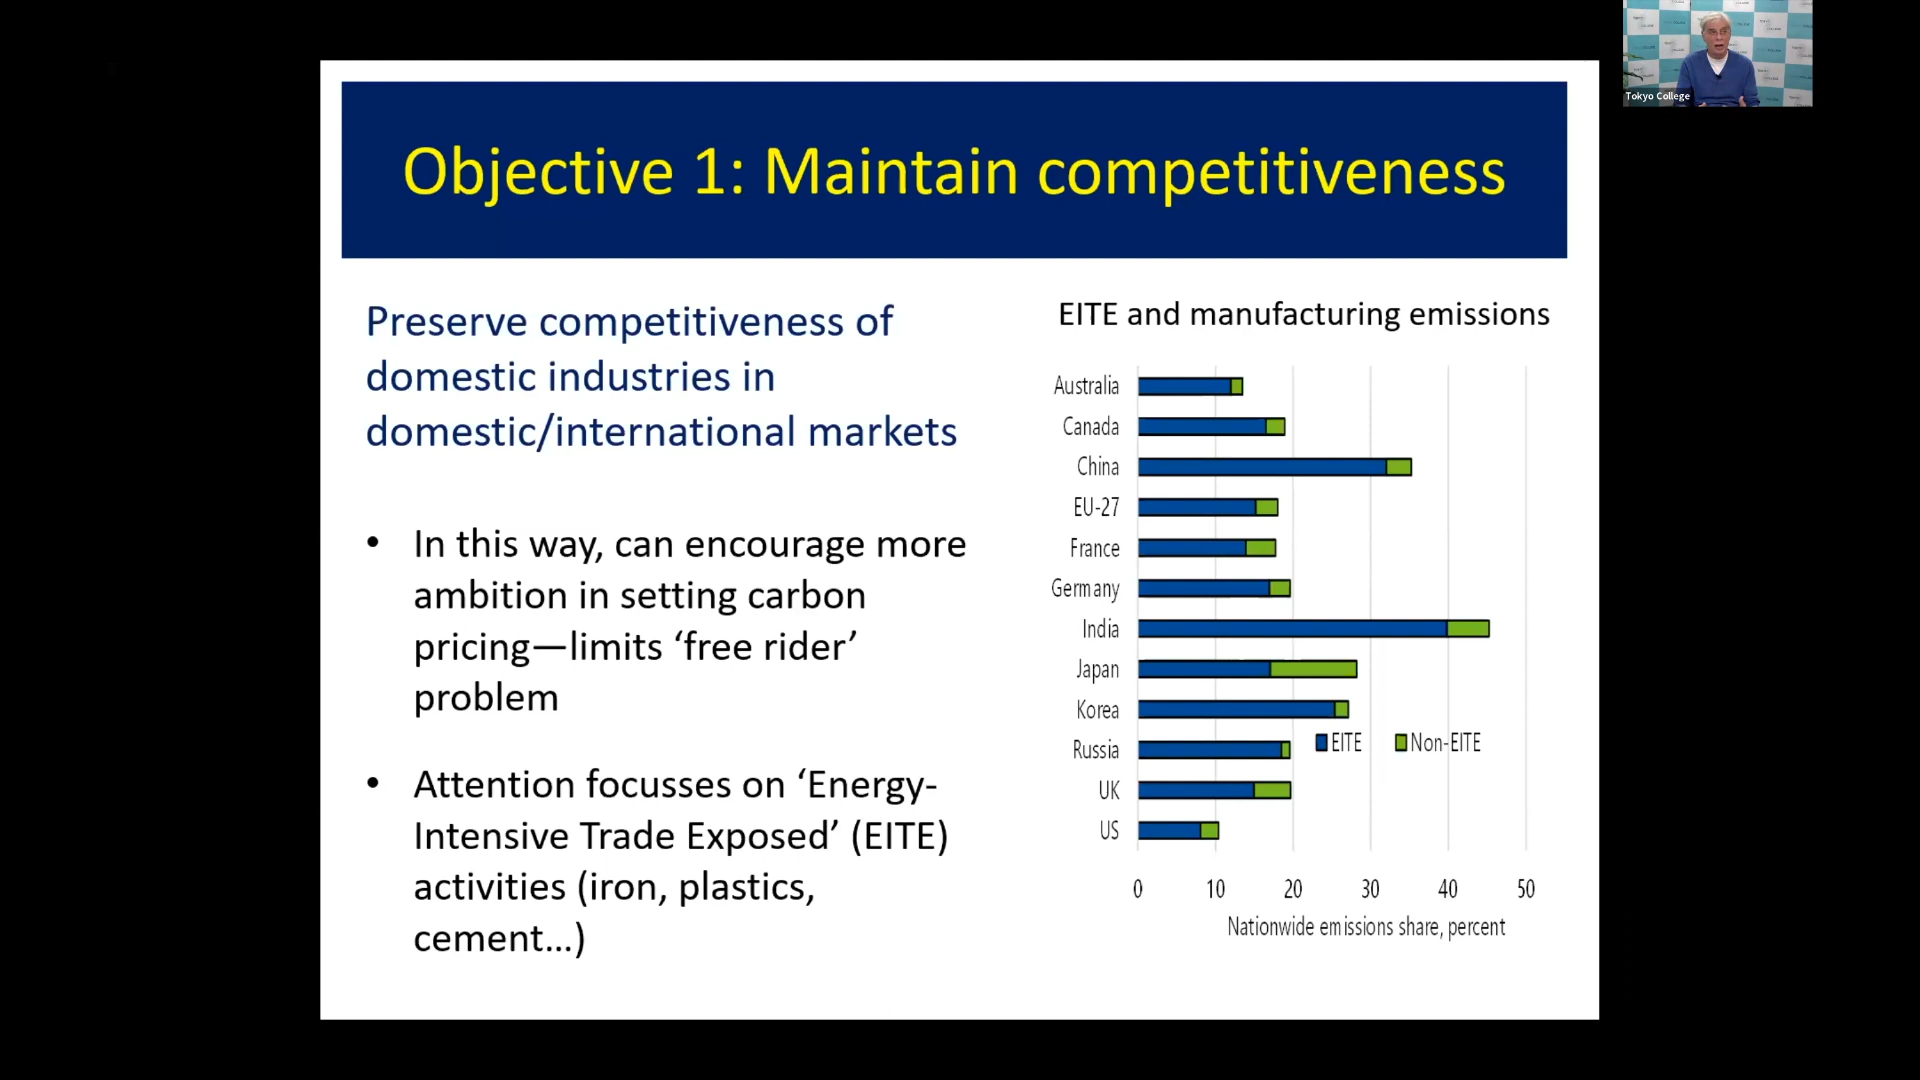 Tokyo College
Objective 1: Maintain competitiveness
Preserve competitiveness of
domestic industries in
domestic/international markets
• In this way, can encourage more
ambition in setting carbon
pricing—limits ‘free rider’
problem
• Attention focusses on ‘Energy-
Intensive Trade Exposed’ (EITE)
activities (iron, plastics,
cement…)
EITE and manufacturing emissions
Australia
Canada
China
EU-27
France
Germany
India
Japan
Korea
Russia
UK
US
EITE Non-EITE
0 10 20 30 40 50
Nationwide emissions share, percent